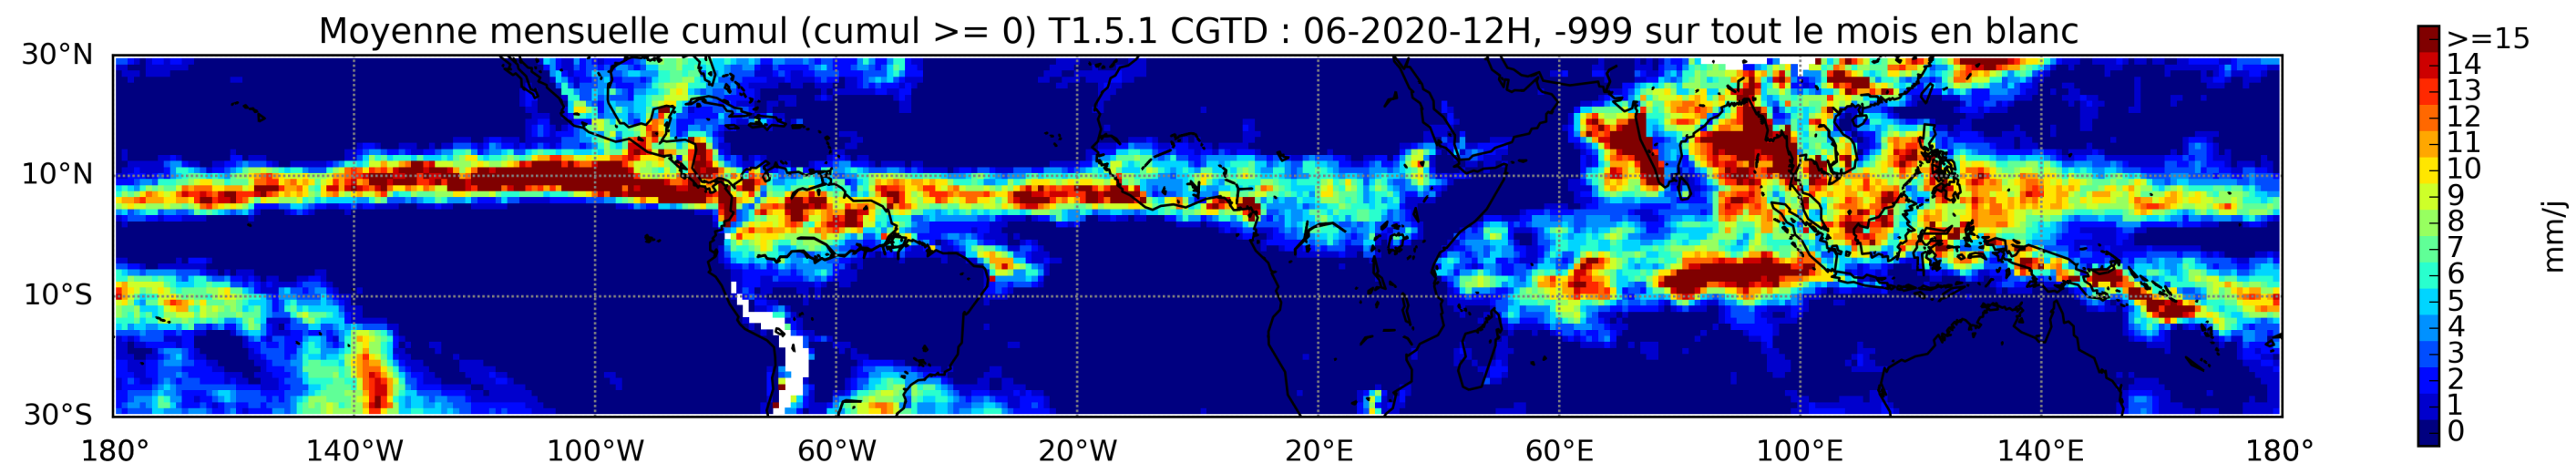 Moyenne mensuelle cumul (cumul >= 0) T1.5.1 CGTD : 06-2020-12H, -999 sur tout le mois en blanc
30°N
10°N
10°S
30°S
180° 140°W 100°W 60°W 20°W 20°E 60°E 100°E 140°E 180°
>=15
14
13
12
11
10
9
8
7
6
5
4
3
2
1
0
mm/j